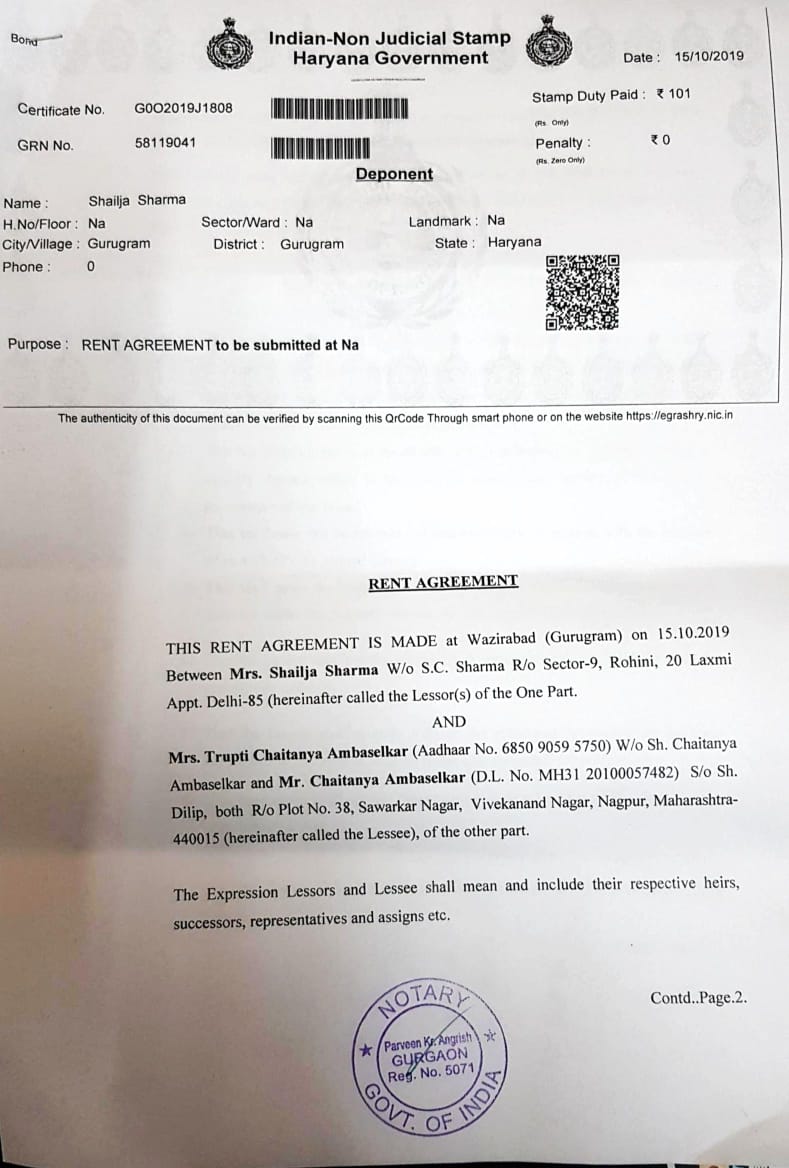 Bond
Indian-Non Judicial Stamp
Haryana Government
Date : 15/10/2019
Certificate No. G0O2019J1808
Stamp Duty Paid : ₹ 101
(Rs. Only)
GRN No. 58119041
Penalty : ₹ 0
(Rs. Zero Only)
Deponent
Name : Shailja Sharma
H.No/Floor : Na Sector/Ward : Na Landmark : Na
City/Village : Gurugram District : Gurugram State : Haryana
Phone : 0
Purpose : RENT AGREEMENT to be submitted at Na
The authenticity of this document can be verified by scanning this QrCode Through smart phone or on the website https://egrashry.nic.in
RENT AGREEMENT
THIS RENT AGREEMENT IS MADE at Wazirabad (Gurugram) on 15.10.2019
Between Mrs. Shailja Sharma W/o S.C. Sharma R/o Sector-9, Rohini, 20 Laxmi
Appt. Delhi-85 (hereinafter called the Lessor(s) of the One Part.
AND
Mrs. Trupti Chaitanya Ambaselkar (Aadhaar No. 6850 9059 5750) W/o Sh. Chaitanya
Ambaselkar and Mr. Chaitanya Ambaselkar (D.L. No. MH31 20100057482) S/o Sh.
Dilip, both R/o Plot No. 38, Sawarkar Nagar, Vivekanand Nagar, Nagpur, Maharashtra-
440015 (hereinafter called the Lessee), of the other part.
The Expression Lessors and Lessee shall mean and include their respective heirs,
successors, representatives and assigns etc.
Contd..Page.2.
NOTARY
Parveen Kr. Angrish
GURGAON
Reg. No. 5071
GOVT. OF INDIA